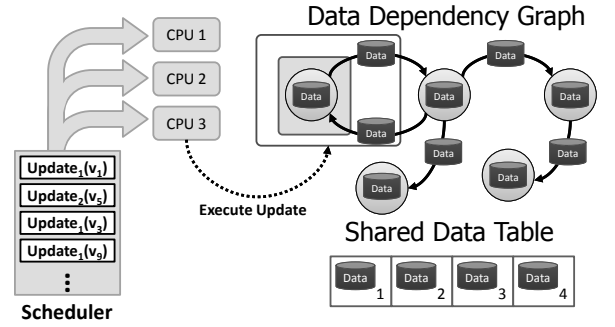 Data Dependency Graph
CPU 1
CPU 2
CPU 3
Data
Data
Data
Data
Data
Data
Data
Data
Data
Data
Update₁(v₁)
Update₂(v₅)
Update₁(v₃)
Update₁(v₉)
⋮
Scheduler
Execute Update
Shared Data Table
Data 1
Data 2
Data 3
Data 4